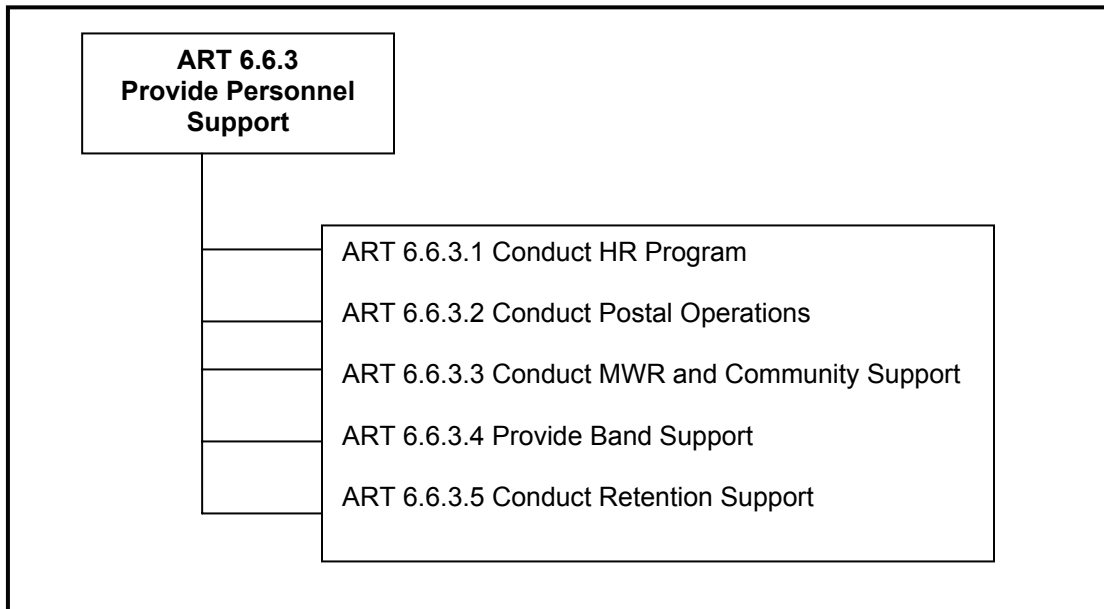 ART 6.6.3
Provide Personnel
Support
ART 6.6.3.1 Conduct HR Program
ART 6.6.3.2 Conduct Postal Operations
ART 6.6.3.3 Conduct MWR and Community Support
ART 6.6.3.4 Provide Band Support
ART 6.6.3.5 Conduct Retention Support